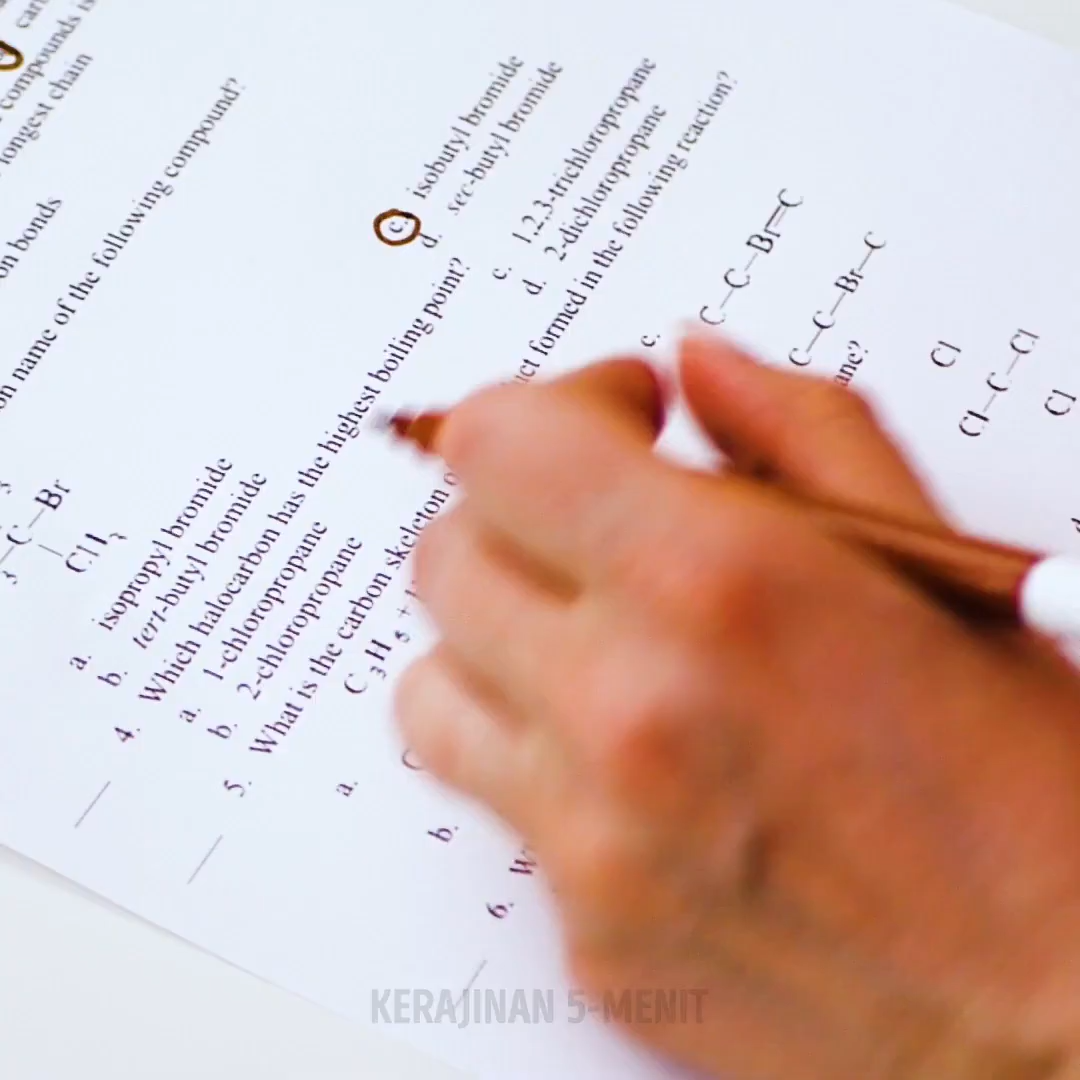 compounds is
longest chain
on bonds
on name of the following compound?
C—Br
CH3
a. isopropyl bromide
b. tert-butyl bromide
c. isobutyl bromide
d. sec-butyl bromide
4. Which halocarbon has the highest boiling point?
a. 1-chloropropane
b. 2-chloropropane
c. 1,2,3-trichloropropane
d. 2-dichloropropane
5. What is the carbon skeleton formed in the following reaction?
C3H
a.
b.
c. C—C—Br=C
C—C—Br—C
6.
ane?
Cl
Cl—C—Cl
Cl
KERAJINAN 5-MENIT